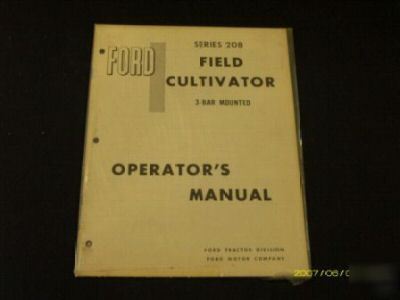 FORD
SERIES 208
FIELD
CULTIVATOR
3-BAR MOUNTED
OPERATOR'S
MANUAL
FORD TRACTOR DIVISION
FORD MOTOR COMPANY